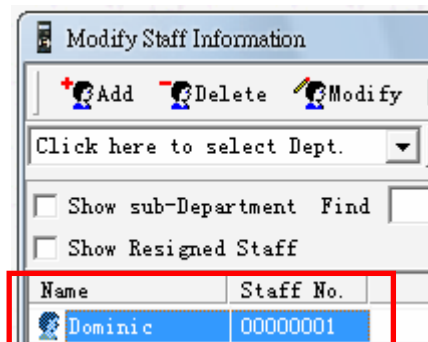 Modify Staff Information
Add Delete Modify
Click here to select Dept.
Show sub-Department Find
Show Resigned Staff
Name Staff No.
Dominic 00000001